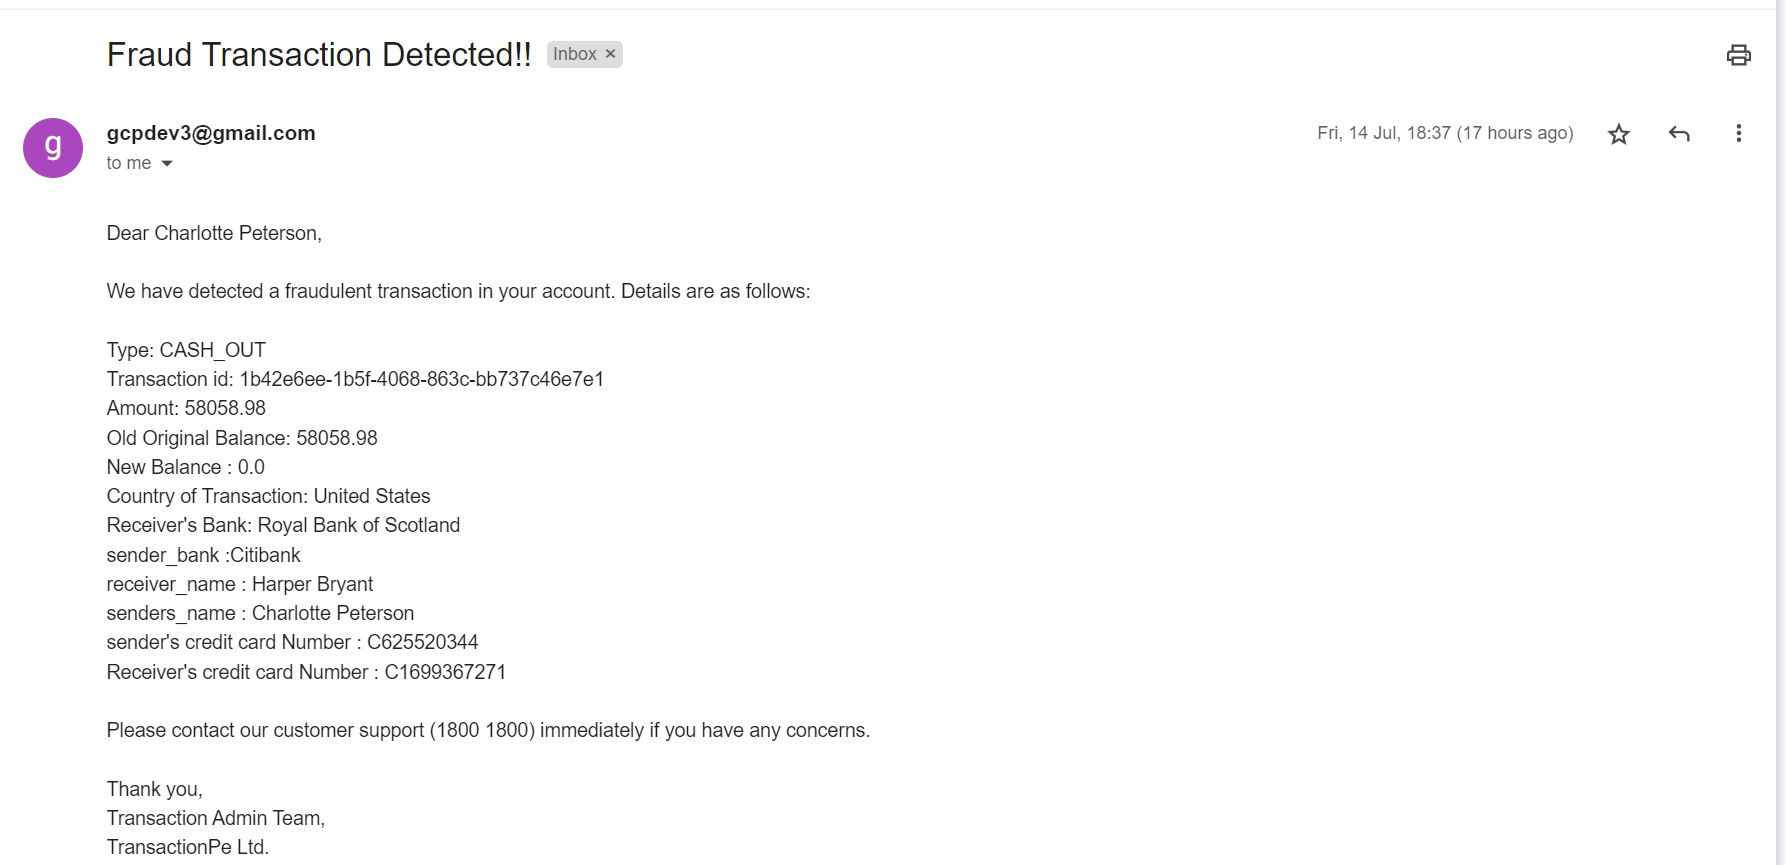 Fraud Transaction Detected!! Inbox ×
g
gcpdev3@gmail.com
Fri, 14 Jul, 18:37 (17 hours ago)
to me
Dear Charlotte Peterson,
We have detected a fraudulent transaction in your account. Details are as follows:
Type: CASH_OUT
Transaction id: 1b42e6ee-1b5f-4068-863c-bb737c46e7e1
Amount: 58058.98
Old Original Balance: 58058.98
New Balance : 0.0
Country of Transaction: United States
Receiver's Bank: Royal Bank of Scotland
sender_bank :Citibank
receiver_name : Harper Bryant
senders_name : Charlotte Peterson
sender's credit card Number : C625520344
Receiver's credit card Number : C1699367271
Please contact our customer support (1800 1800) immediately if you have any concerns.
Thank you,
Transaction Admin Team,
TransactionPe Ltd.